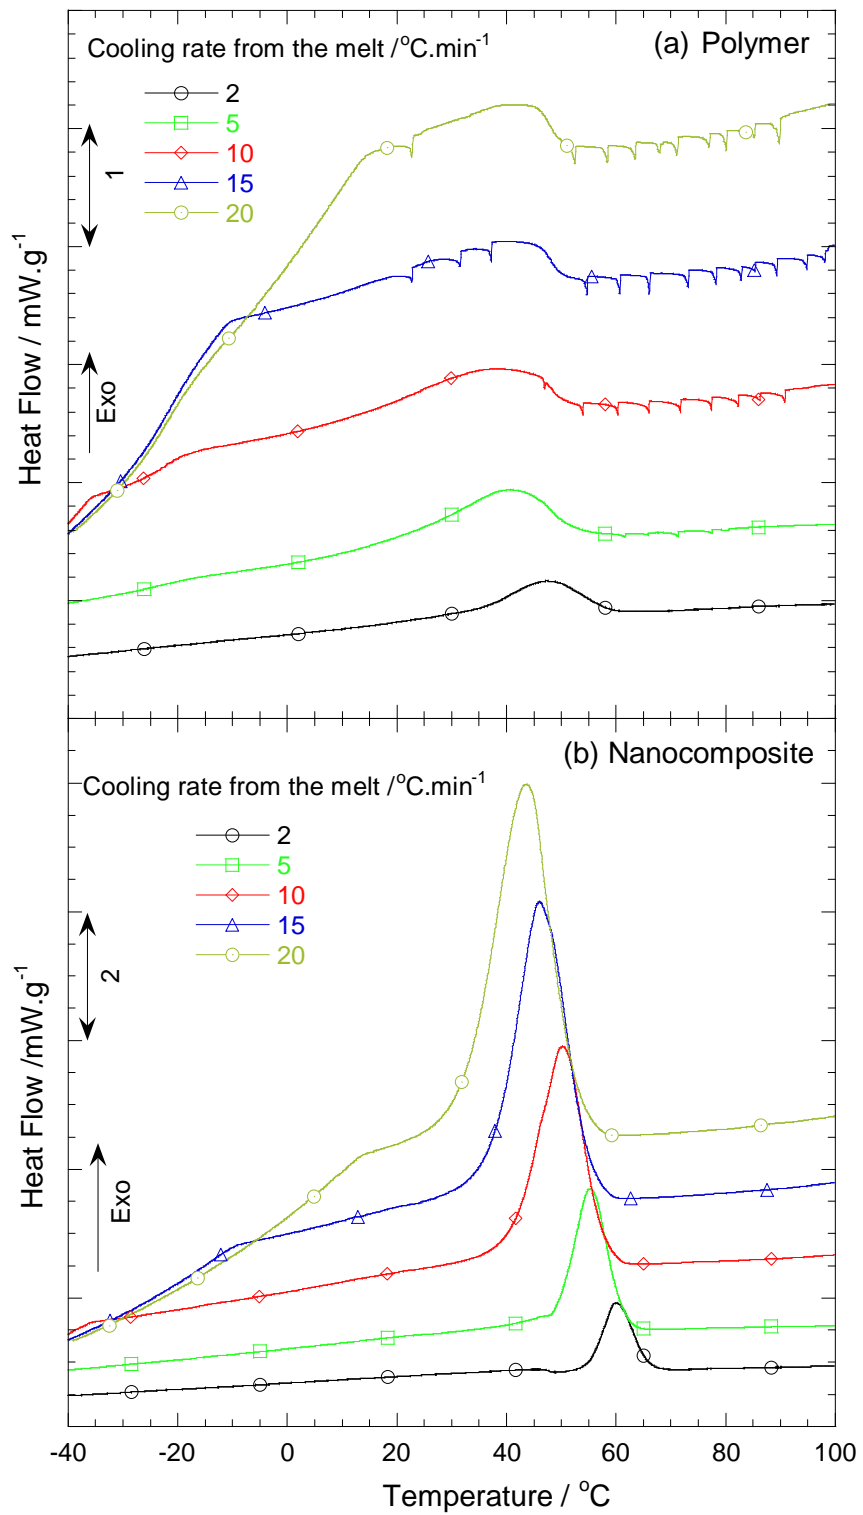 (a) Polymer
Cooling rate from the melt /°C.min⁻¹
2
5
10
15
20
1
Exo
Heat Flow / mW.g⁻¹
(b) Nanocomposite
Cooling rate from the melt /°C.min⁻¹
2
5
10
15
20
2
Exo
Heat Flow /mW.g⁻¹
-40 -20 0 20 40 60 80 100
Temperature / °C